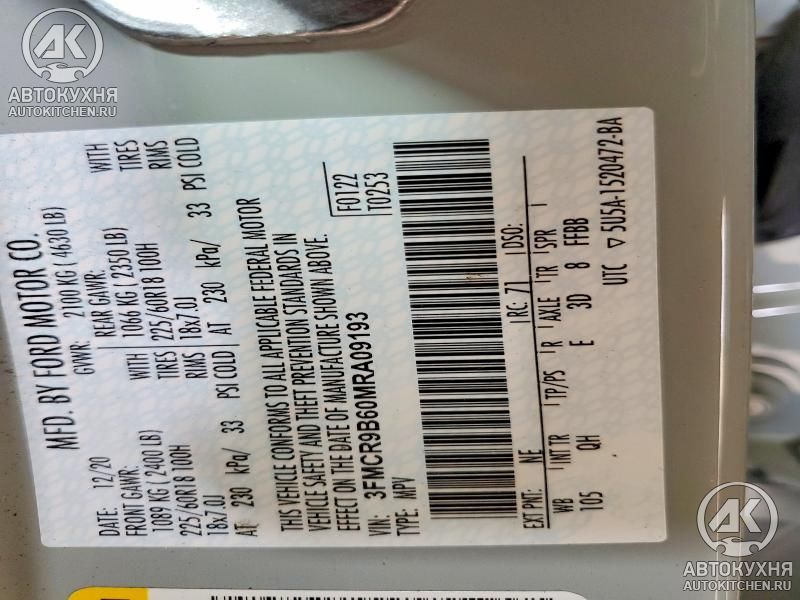 AK
АВТОКУХНЯ
AUTOKITCHEN.RU
MFD. BY FORD MOTOR CO.
DATE: 12/20 GVWR: 2100 KG ( 4630 LB)
FRONT GAWR: REAR GAWR: WITH
1089 KG (2400 LB) WITH 1066 KG ( 2350 LB) TIRES
225/60R18 100H TIRES 225/60R18 100H RIMS
18x7.0J RIMS 18x7.0J
AT 230 kPa/ 33 PSI COLD AT 230 kPa/ 33 PSI COLD
THIS VEHICLE CONFORMS TO ALL APPLICABLE FEDERAL MOTOR
VEHICLE SAFETY AND THEFT PREVENTION STANDARDS IN
EFFECT ON THE DATE OF MANUFACTURE SHOWN ABOVE.
F0122
T0253
VIN: 3FMCR9B60MRA09193
TYPE: MPV
EXT PNT: NE RC: 71 DSO:
WB INT TR TP/PS R AXLE TR SPR
105 QH E 3D 8 FFBB
UTC ▽ 5U5A-1520472-BA
AK
АВТОКУХНЯ
AUTOKITCHEN.RU